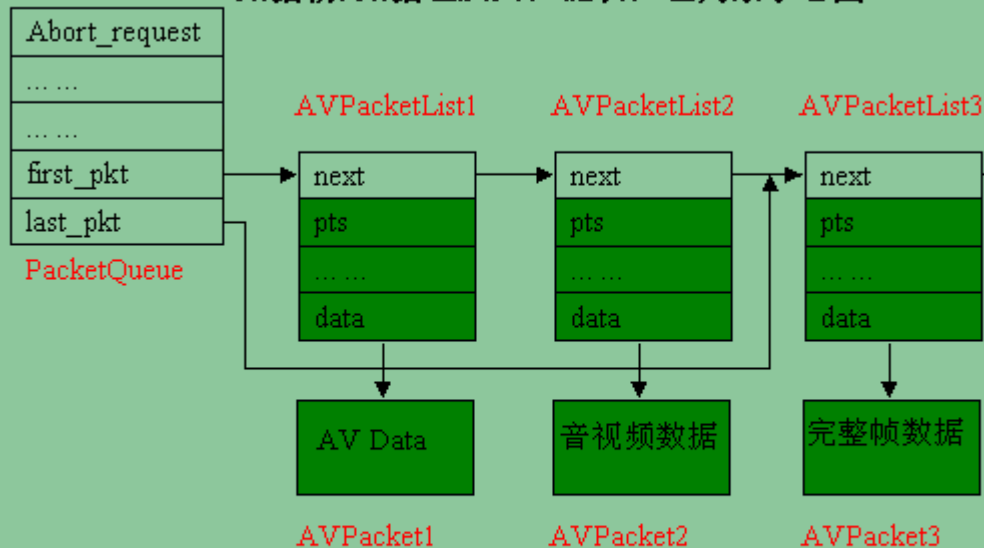 Abort_request
... ...
... ...
first_pkt
last_pkt
PacketQueue
AVPacketList1
AVPacketList2
AVPacketList3
next
pts
... ...
data
next
pts
... ...
data
next
pts
... ...
data
AV Data
音视频数据
完整帧数据
AVPacket1
AVPacket2
AVPacket3